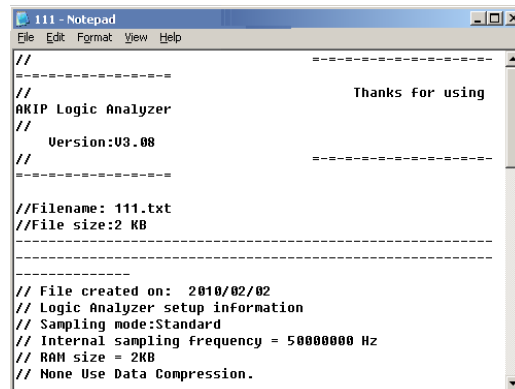 111 - Notepad
File Edit Format View Help
// =-=-=-=-=-=-=-=-=-=-
=-=-=-=-=-=-=-=-=
// Thanks for using
AKIP Logic Analyzer
//
Version:V3.08
// =-=-=-=-=-=-=-=-=-=-
=-=-=-=-=-=-=-=-=
//Filename: 111.txt
//File size:2 KB
-------------------------------------------------------------
-------------------------------------------------------------
---------------
// File created on: 2010/02/02
// Logic Analyzer setup information
// Sampling mode:Standard
// Internal sampling frequency = 50000000 Hz
// RAM size = 2KB
// None Use Data Compression.